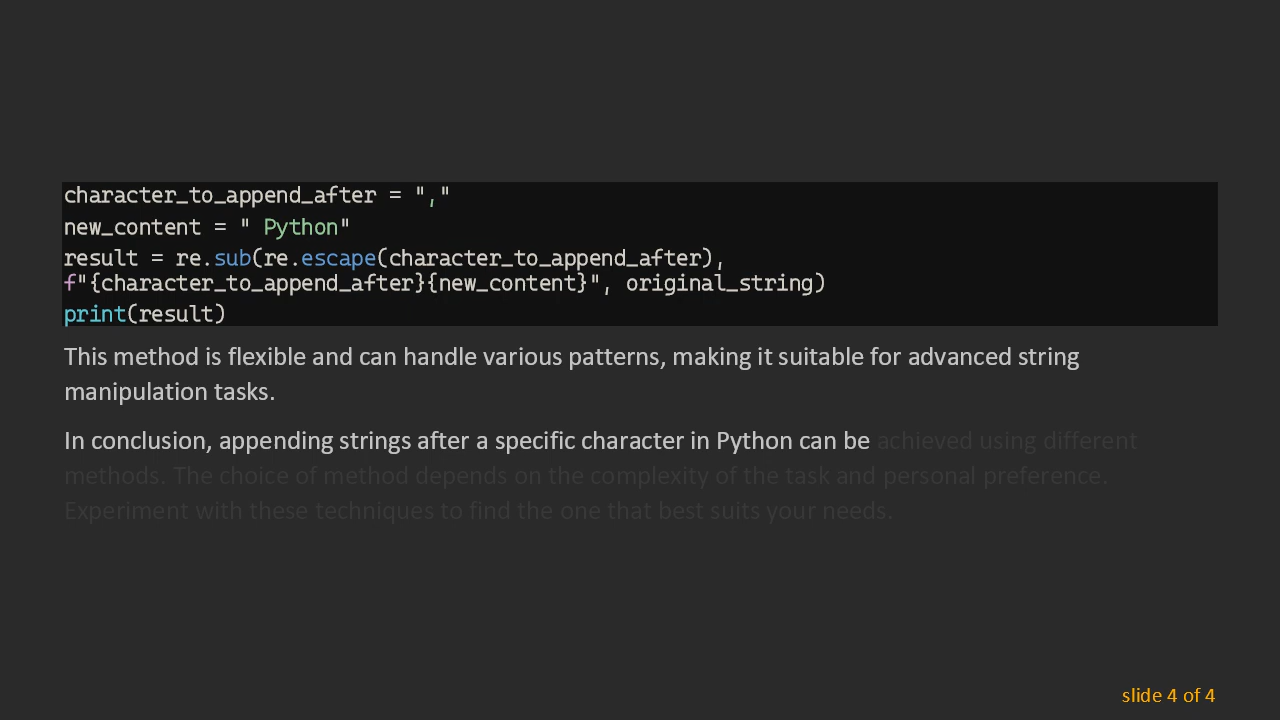 character_to_append_after = ","
new_content = " Python"
result = re.sub(re.escape(character_to_append_after),
f"{character_to_append_after}{new_content}", original_string)
print(result)
This method is flexible and can handle various patterns, making it suitable for advanced string
manipulation tasks.
In conclusion, appending strings after a specific character in Python can be achieved using different
methods. The choice of method depends on the complexity of the task and personal preference.
Experiment with these techniques to find the one that best suits your needs.
slide 4 of 4